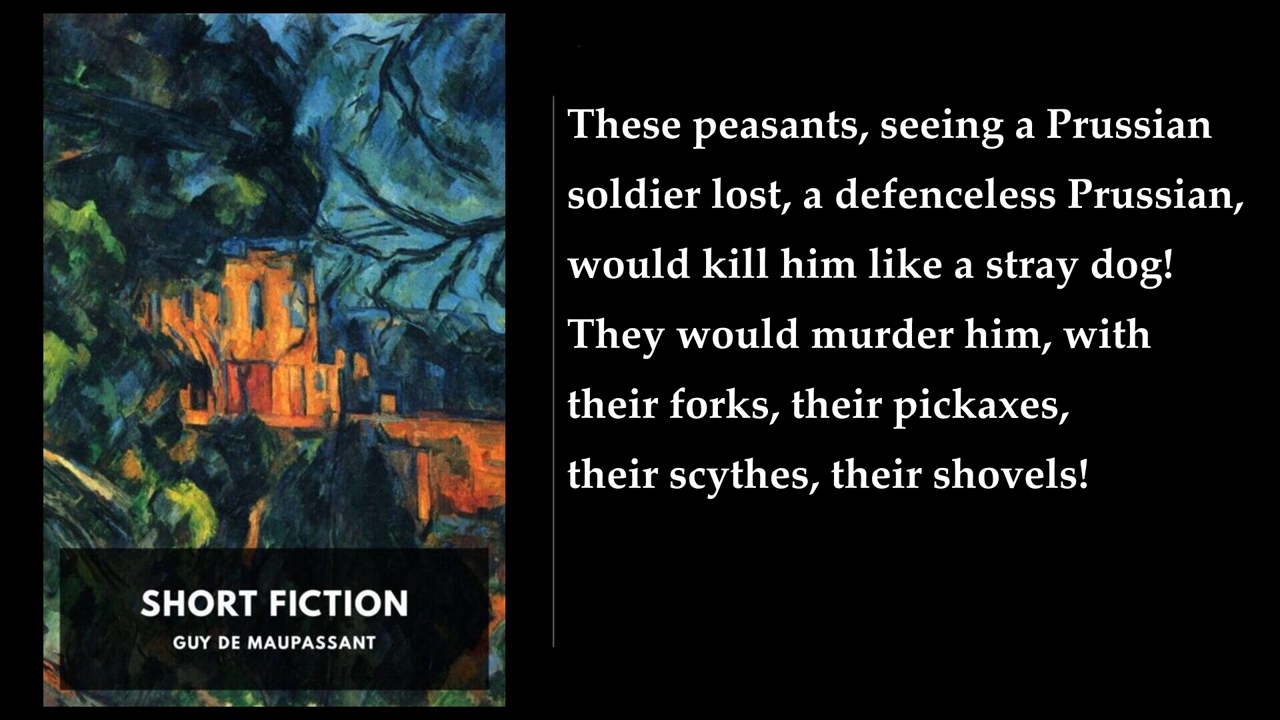 SHORT FICTION
GUY DE MAUPASSANT
These peasants, seeing a Prussian
soldier lost, a defenceless Prussian,
would kill him like a stray dog!
They would murder him, with
their forks, their pickaxes,
their scythes, their shovels!